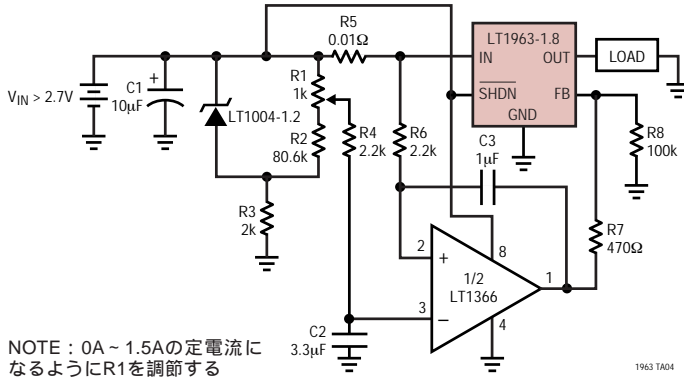 R5
0.01Ω
LT1963-1.8
IN
OUT
LOAD
SHDN
FB
GND
R1
1k
C1
10µF
+
VIN > 2.7V
LT1004-1.2
R2
80.6k
R4
2.2k
R6
2.2k
C3
1µF
R8
100k
R3
2k
R7
470Ω
2
+
8
1/2
LT1366
1
3
–
4
C2
3.3µF
NOTE：0A ~ 1.5Aの定電流に
なるようにR1を調節する
1963 TA04